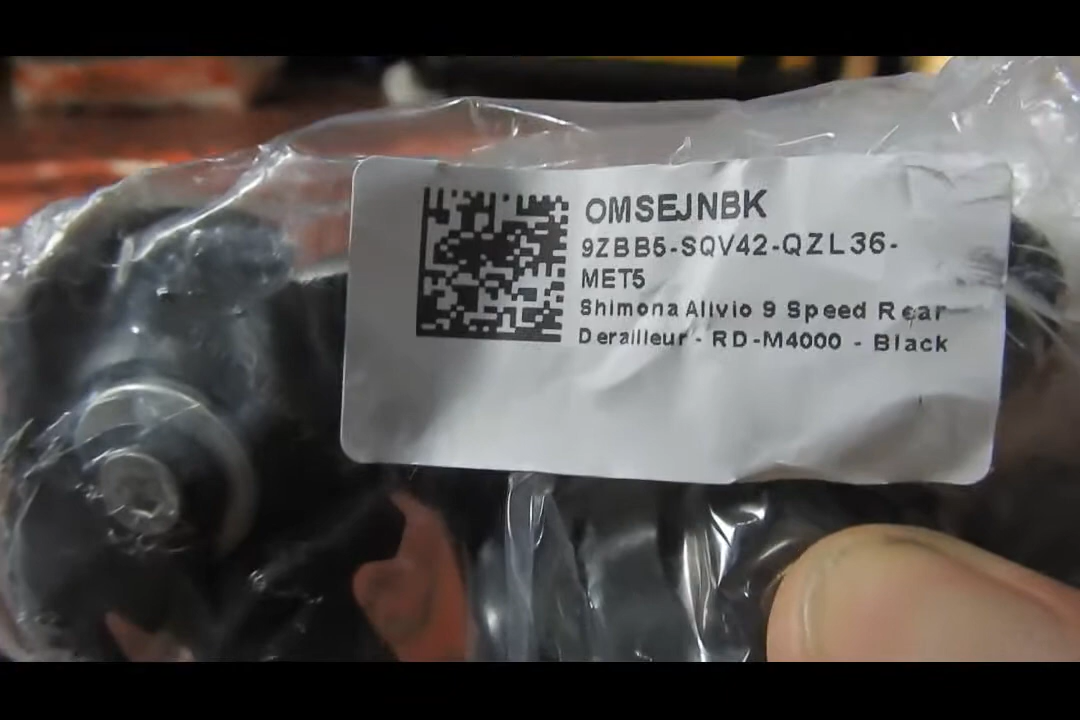 OMSEJNBK
9ZBB5-SQV42-QZL36-
MET5
Shimona Alivio 9 Speed Rear
Derailleur - RD-M4000 - Black